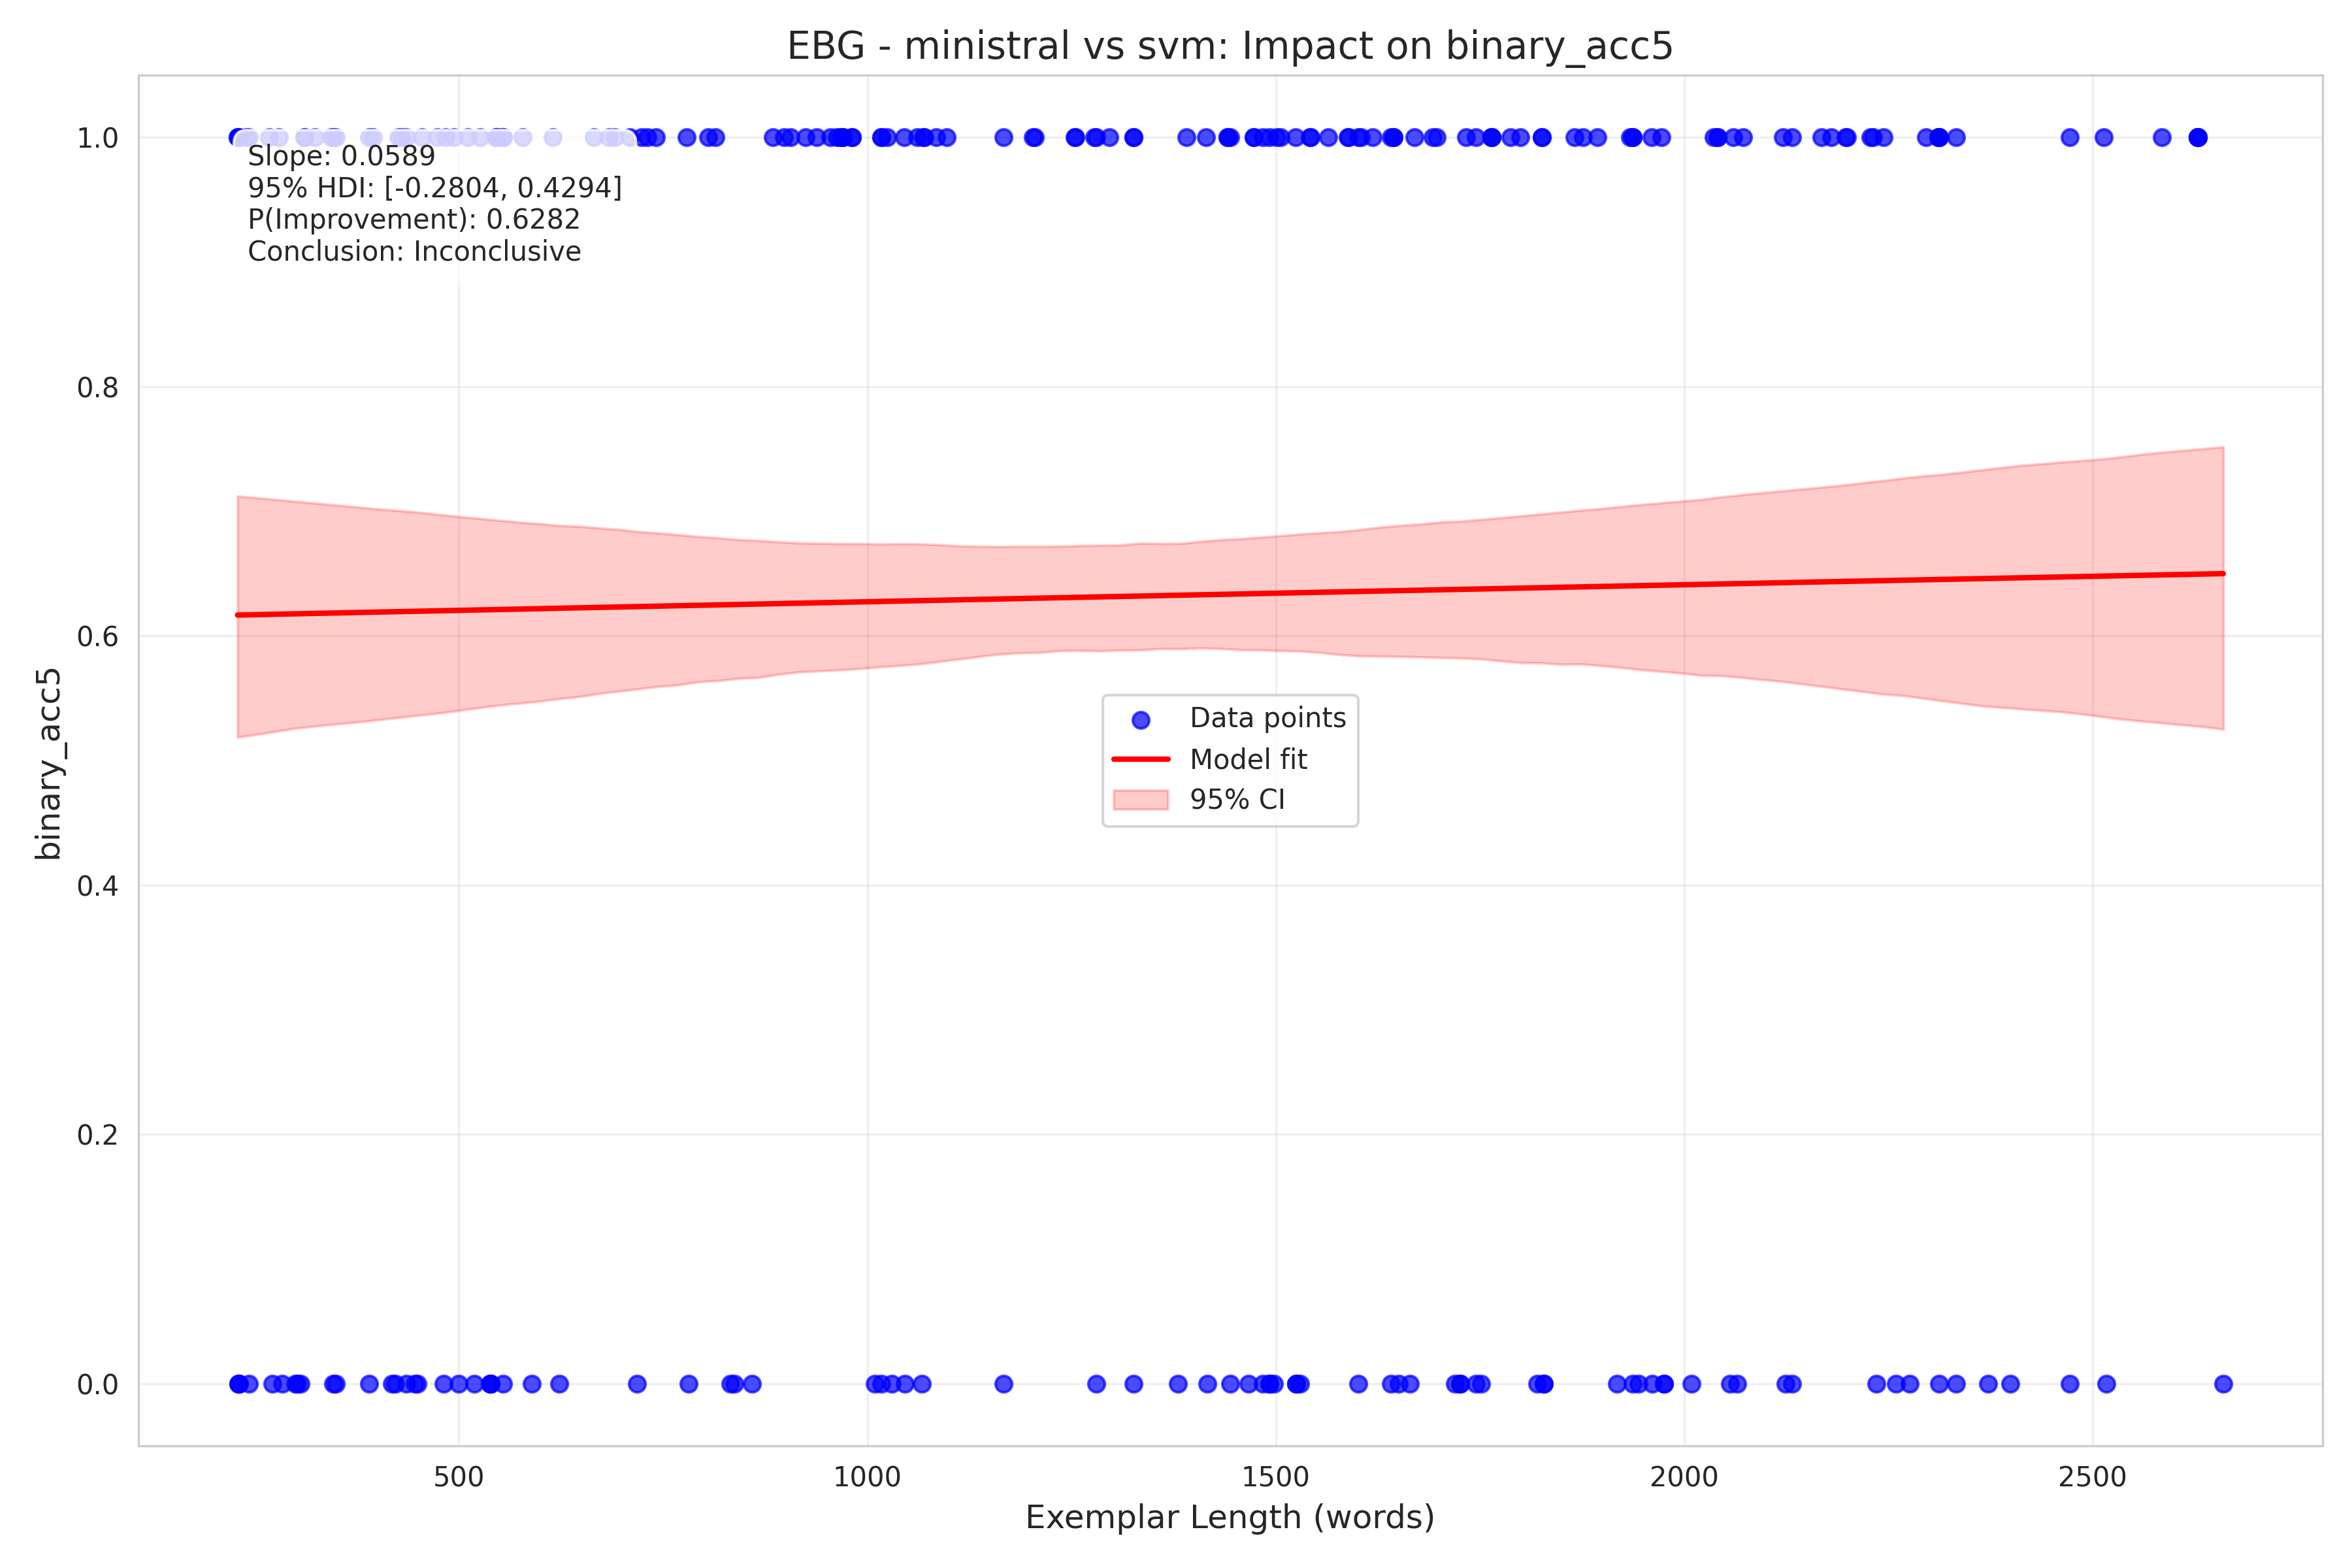 EBG - ministral vs svm: Impact on binary_acc5
1.0
0.8
0.6
0.4
0.2
0.0
binary_acc5
Slope: 0.0589
95% HDI: [-0.2804, 0.4294]
P(Improvement): 0.6282
Conclusion: Inconclusive
Data points
Model fit
95% CI
500
1000
1500
2000
2500
Exemplar Length (words)